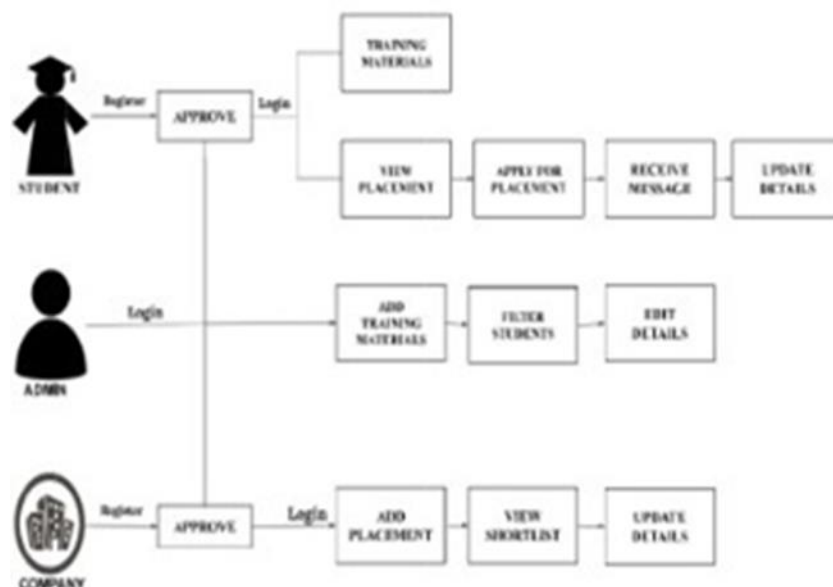 TRAINING
MATERIALS
Register
APPROVE
Login
STUDENT
VIEW
PLACEMENT
APPLY FOR
PLACEMENT
RECEIVE
MESSAGE
UPDATE
DETAILS
Login
ADMIN
ADD
TRAINING
MATERIALS
FILTER
STUDENTS
EDIT
DETAILS
Register
APPROVE
Login
COMPANY
ADD
PLACEMENT
VIEW
SHORTLIST
UPDATE
DETAILS